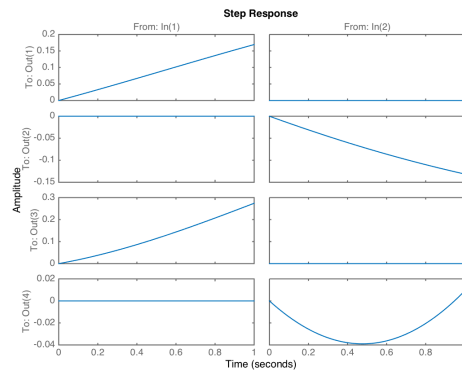 Step Response
From: In(1)
From: In(2)
Amplitude
To: Out(1)
0.2
0.15
0.1
0.05
0
To: Out(2)
0
-0.05
-0.1
-0.15
To: Out(3)
0.3
0.2
0.1
0
To: Out(4)
0.02
0
-0.02
-0.04
0 0.2 0.4 0.6 0.8 1
0 0.2 0.4 0.6 0.8 1
Time (seconds)